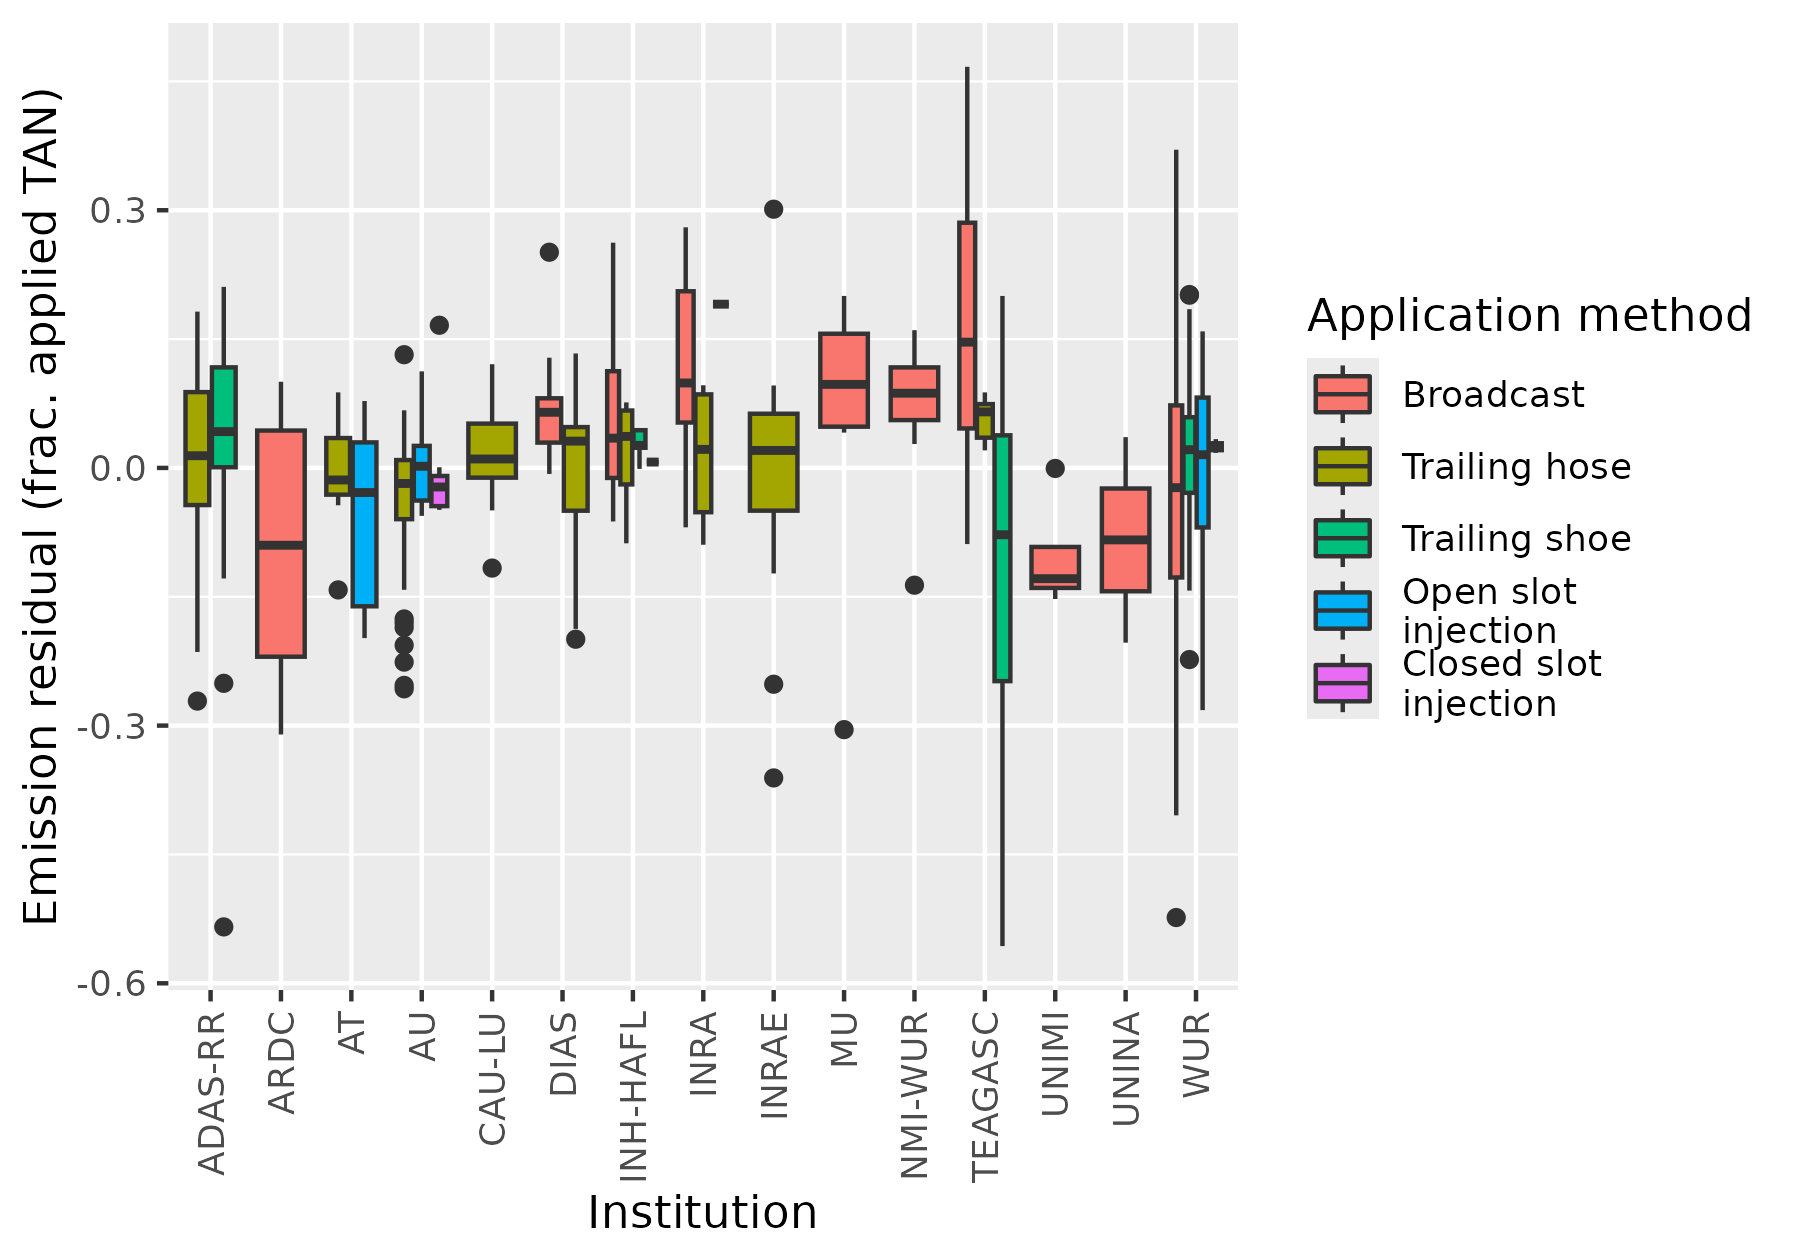 Emission residual (frac. applied TAN)
0.3
0.0
-0.3
-0.6
ADAS-RR
ARDC
AT
AU
CAU-LU
DIAS
INH-HAFL
INRA
INRAE
MU
NMI-WUR
TEAGASC
UNIMI
UNINA
WUR
Institution
Application method
Broadcast
Trailing hose
Trailing shoe
Open slot
injection
Closed slot
injection